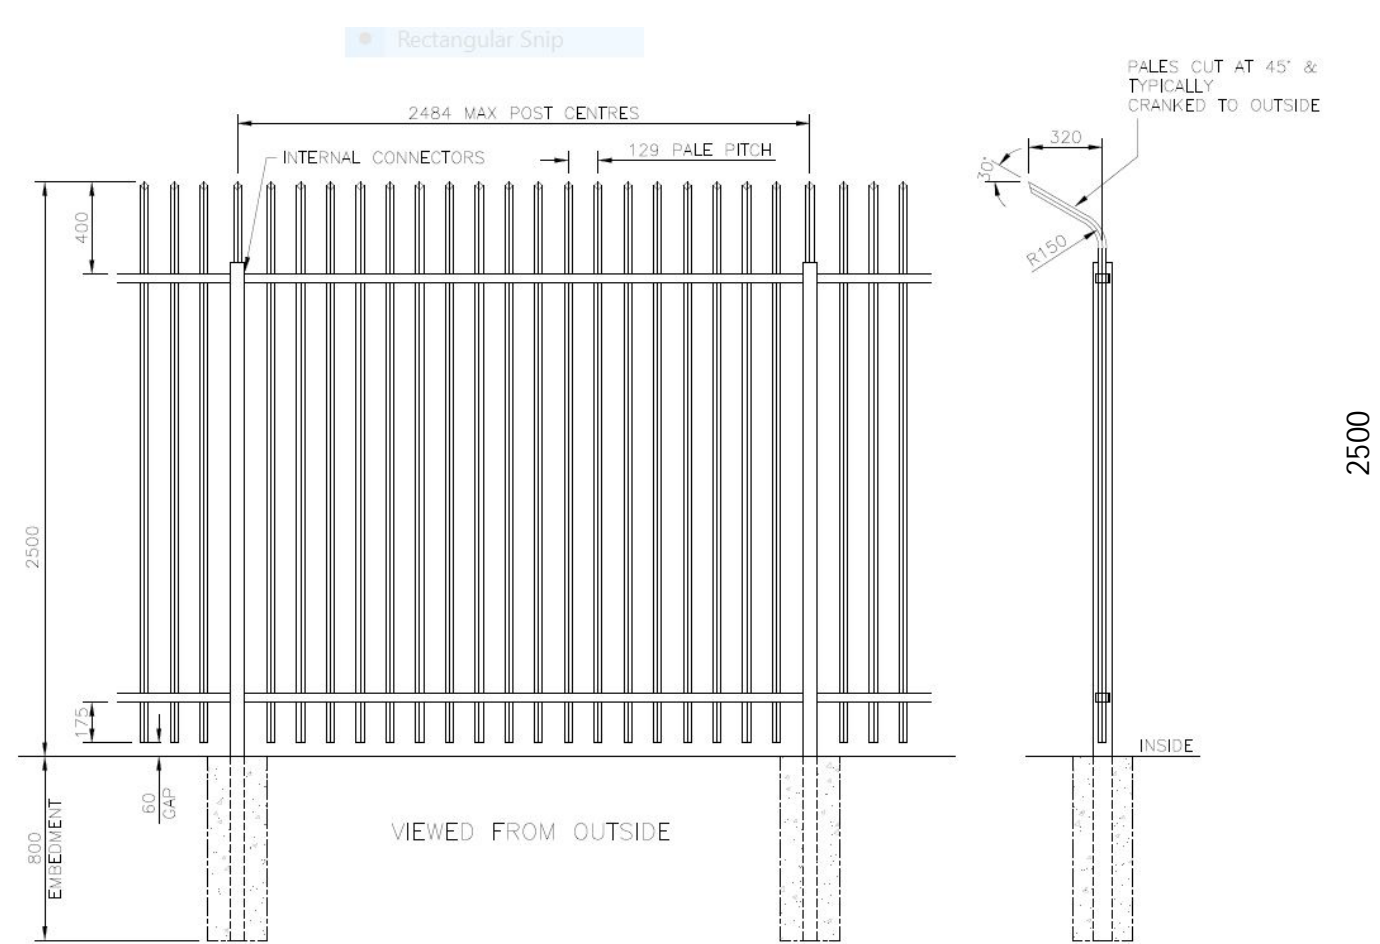 Rectangular Snip
PALES CUT AT 45° &
TYPICALLY
CRANKED TO OUTSIDE
2484 MAX POST CENTRES
INTERNAL CONNECTORS
129 PALE PITCH
320
30°
R150
400
2500
2500
175
60
GAP
800
EMBEDMENT
INSIDE
VIEWED FROM OUTSIDE